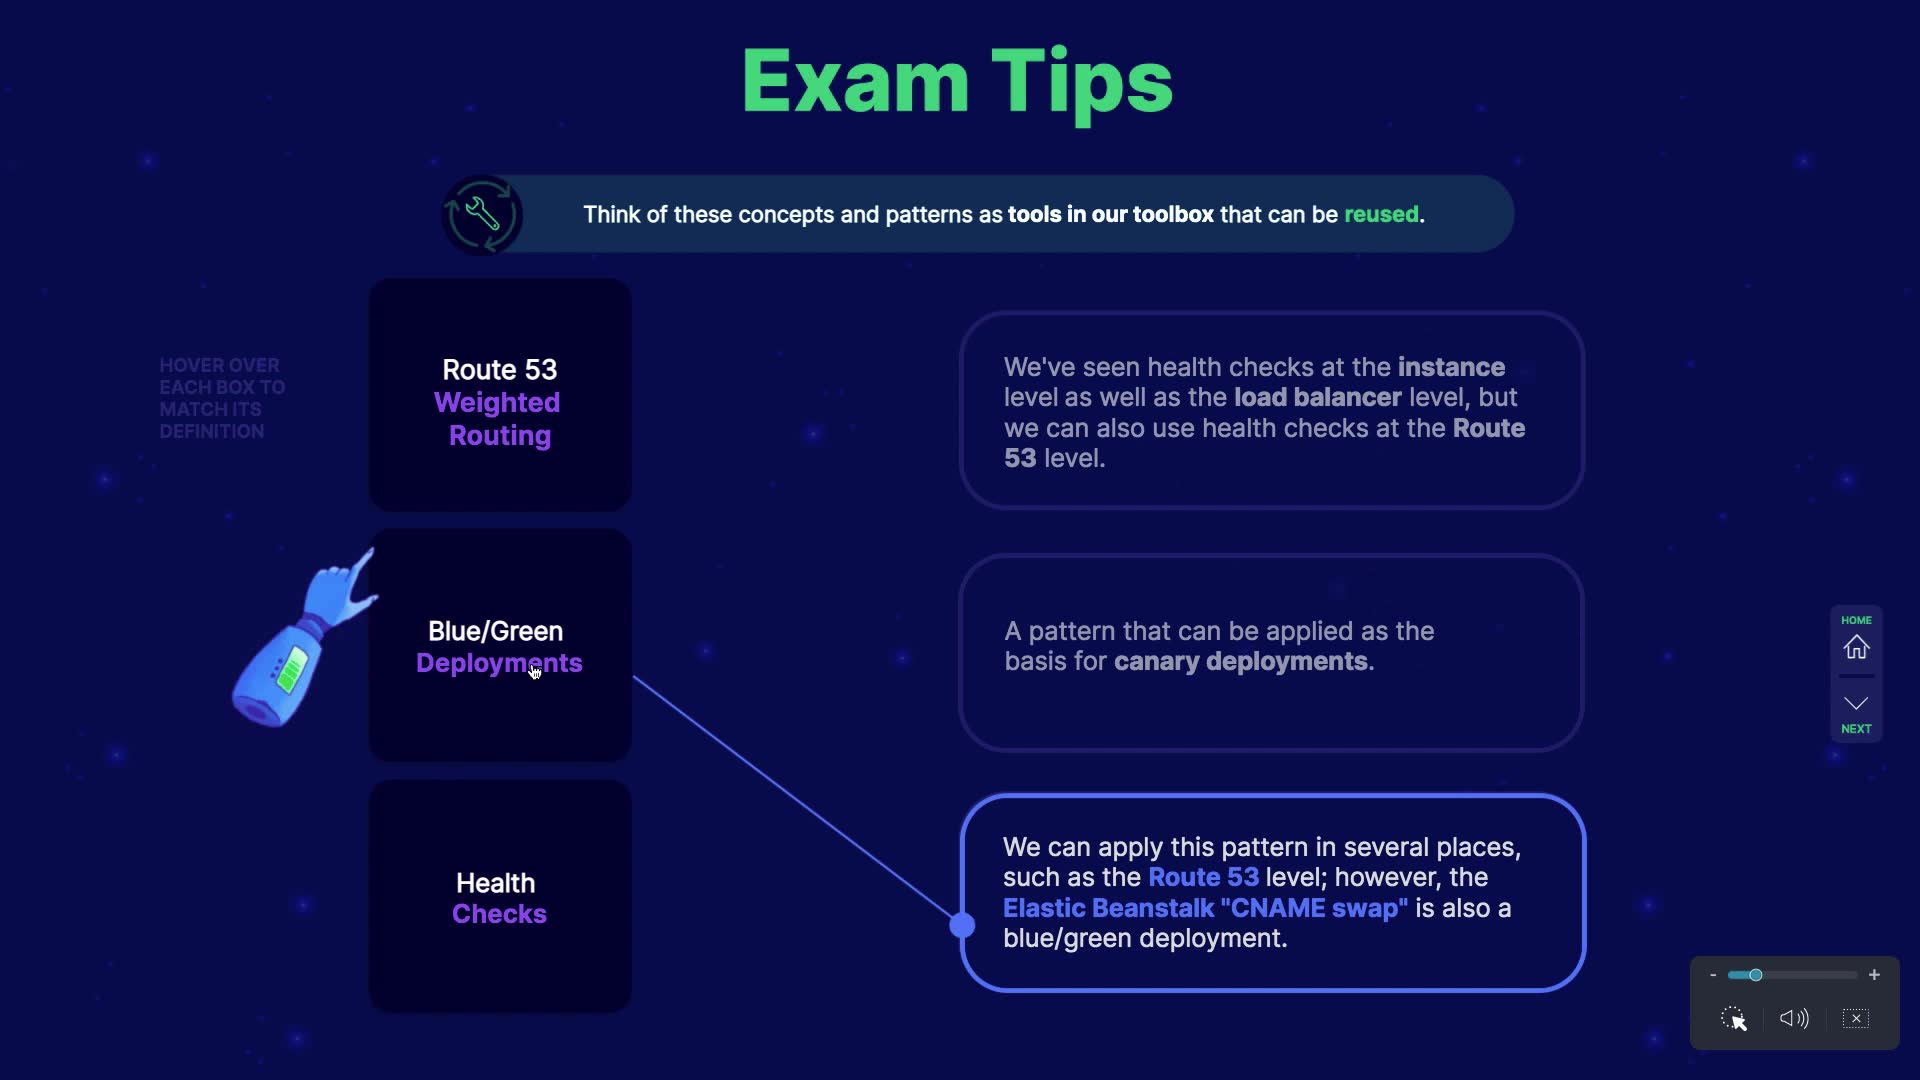 Exam Tips
Think of these concepts and patterns as tools in our toolbox that can be reused.
HOVER OVER
EACH BOX TO
MATCH ITS
DEFINITION
Route 53
Weighted
Routing
We've seen health checks at the instance
level as well as the load balancer level, but
we can also use health checks at the Route
53 level.
Blue/Green
Deployments
A pattern that can be applied as the
basis for canary deployments.
Health
Checks
We can apply this pattern in several places,
such as the Route 53 level; however, the
Elastic Beanstalk "CNAME swap" is also a
blue/green deployment.
HOME
NEXT
- +